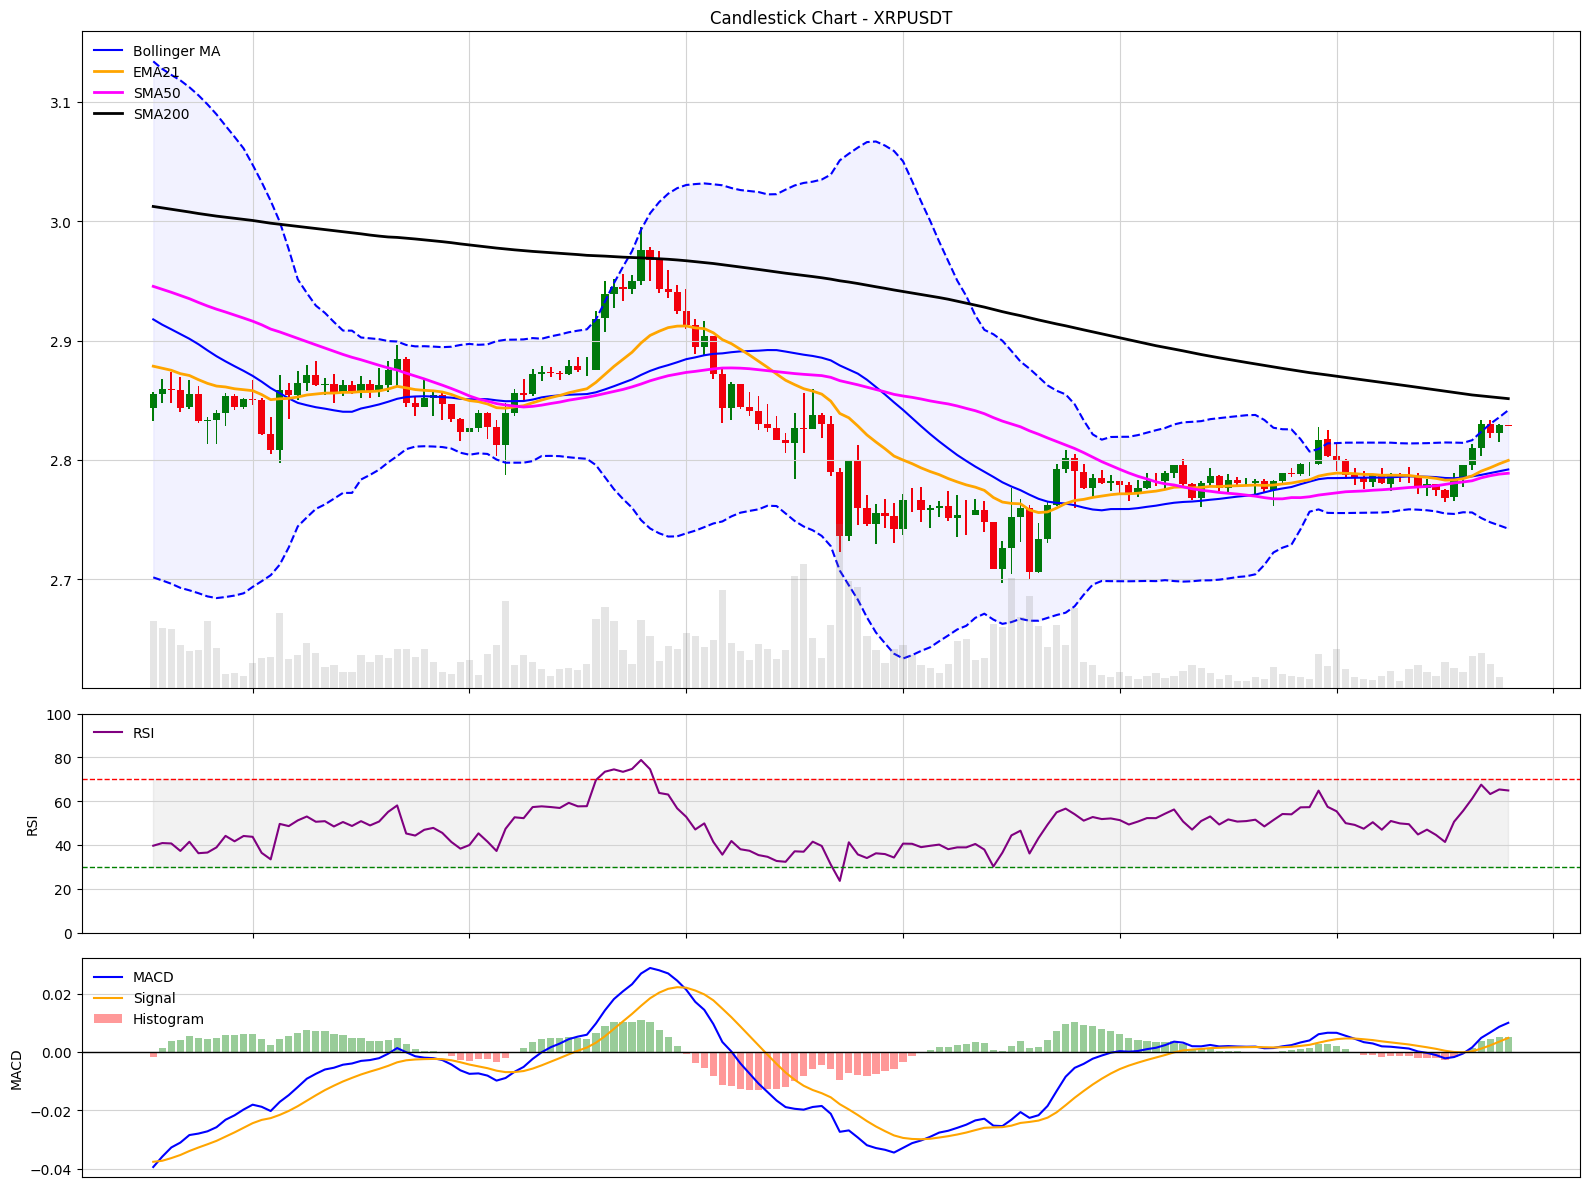 Candlestick Chart - XRPUSDT
Bollinger MA
EMA21
SMA50
SMA200
3.1
3.0
2.9
2.8
2.7
RSI
100
80
60
40
20
0
RSI
MACD
Signal
Histogram
0.02
0.00
−0.02
−0.04
MACD